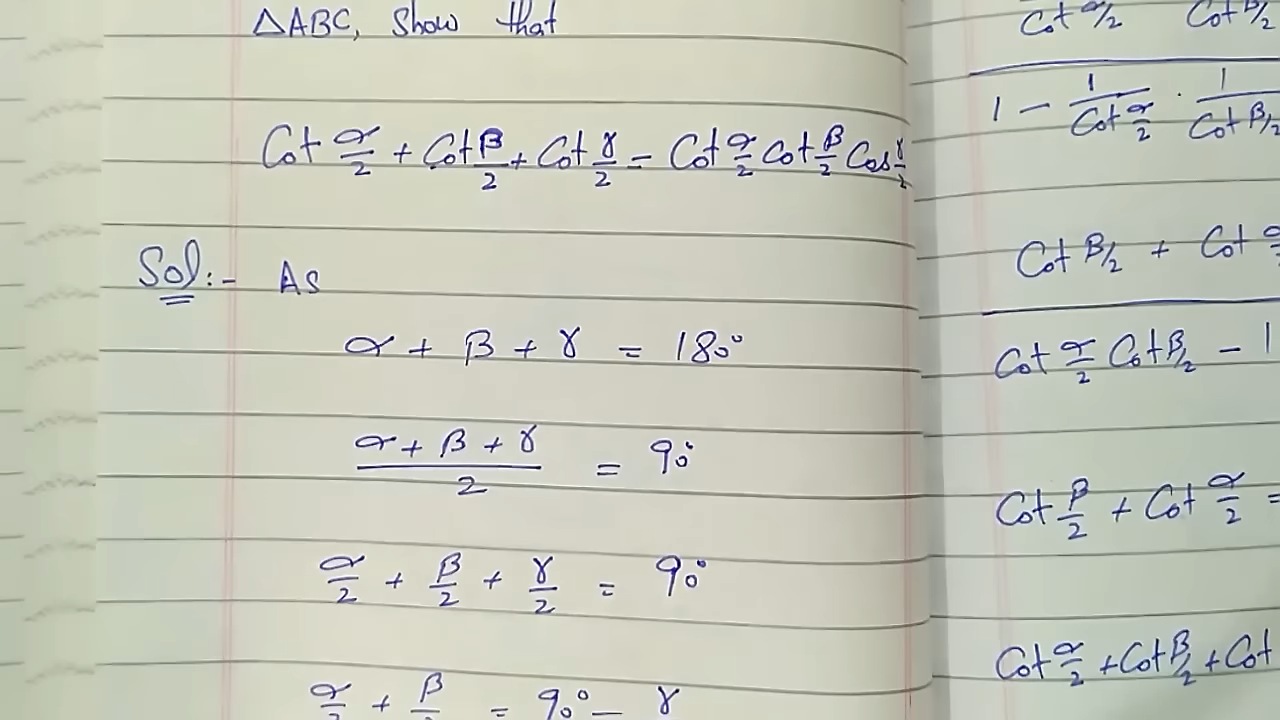 △ABC, Show that
Cot α/2 + Cot β/2 + Cot γ/2 = Cot α/2 Cot β/2 Cos γ/2
Sol:- As
α + β + γ = 180°
(α + β + γ)/2 = 90°
α/2 + β/2 + γ/2 = 90°
α/2 + β/2 = 90° - γ
Cot α/2 Cot β/2
1 - 1/(Cot α/2) · 1/(Cot β/2)
Cot β/2 + Cot α/2
Cot α/2 Cot β/2 - 1
Cot β/2 + Cot α/2 =
Cot α/2 + Cot β/2 + Cot